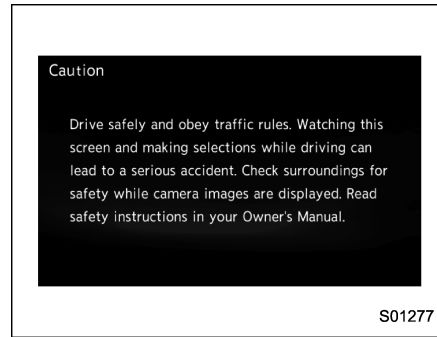 Caution
Drive safely and obey traffic rules. Watching this
screen and making selections while driving can
lead to a serious accident. Check surroundings for
safety while camera images are displayed. Read
safety instructions in your Owner's Manual.
S01277